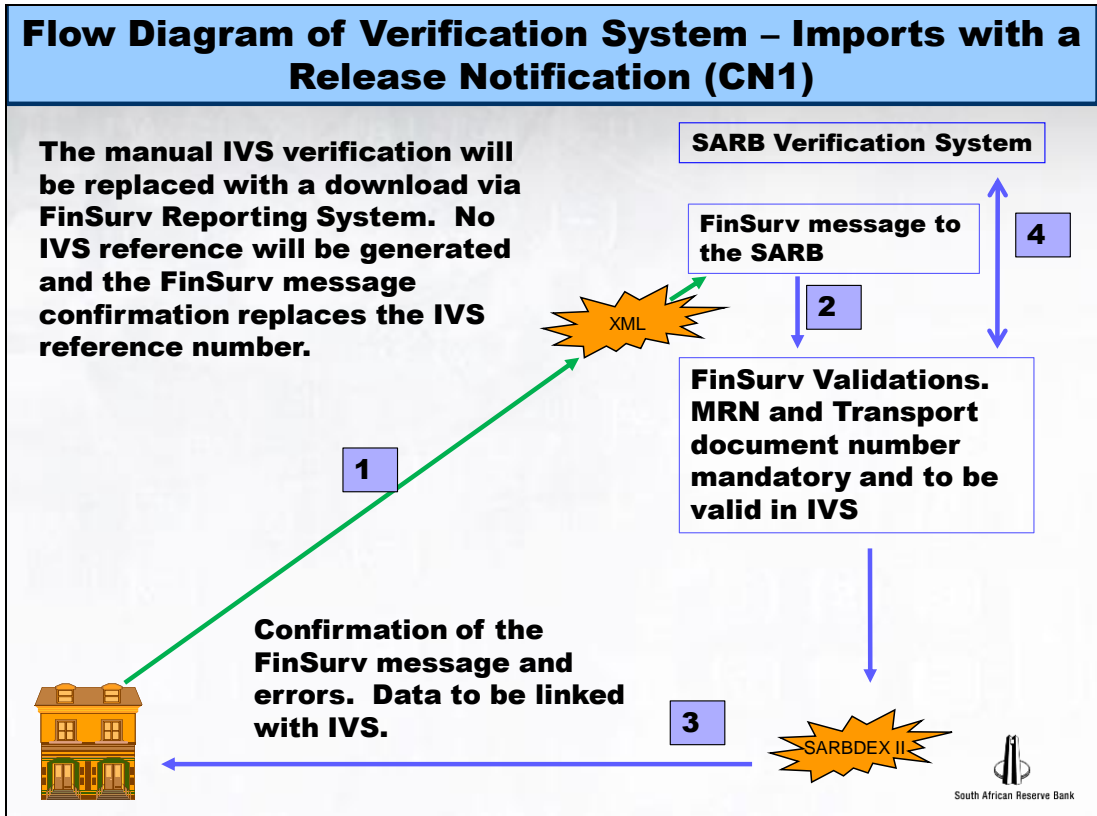 Flow Diagram of Verification System – Imports with a
Release Notification (CN1)
The manual IVS verification will
be replaced with a download via
FinSurv Reporting System.  No
IVS reference will be generated
and the FinSurv message
confirmation replaces the IVS
reference number.
SARB Verification System
FinSurv message to
the SARB
4
XML
2
FinSurv Validations.
MRN and Transport
document number
mandatory and to be
valid in IVS
1
Confirmation of the
FinSurv message and
errors.  Data to be linked
with IVS.
3
SARBDEX II
South African Reserve Bank